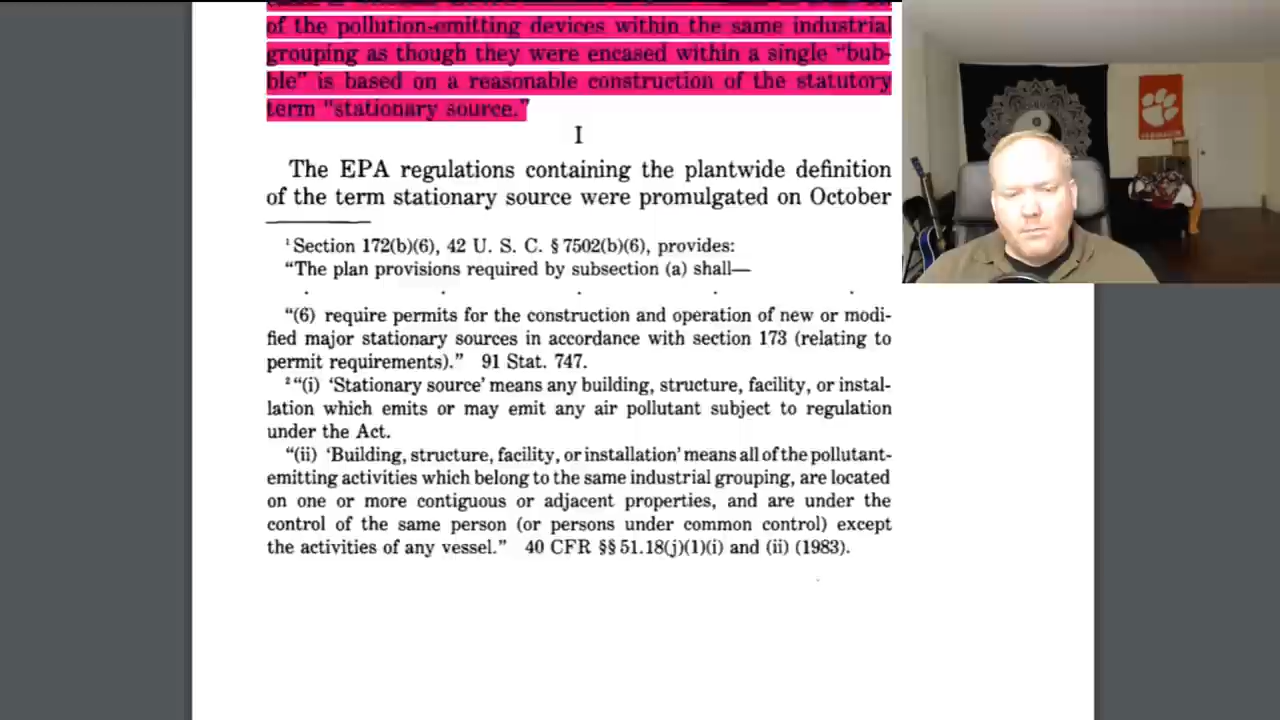 of the pollution-emitting devices within the same industrial
grouping as though they were encased within a single “bub-
ble” is based on a reasonable construction of the statutory
term “stationary source.”
I
The EPA regulations containing the plantwide definition
of the term stationary source were promulgated on October
¹ Section 172(b)(6), 42 U. S. C. § 7502(b)(6), provides:
“The plan provisions required by subsection (a) shall—
. . . . .
“(6) require permits for the construction and operation of new or modi-
fied major stationary sources in accordance with section 173 (relating to
permit requirements).” 91 Stat. 747.
² “(i) ‘Stationary source’ means any building, structure, facility, or instal-
lation which emits or may emit any air pollutant subject to regulation
under the Act.
“(ii) ‘Building, structure, facility, or installation’ means all of the pollutant-
emitting activities which belong to the same industrial grouping, are located
on one or more contiguous or adjacent properties, and are under the
control of the same person (or persons under common control) except
the activities of any vessel.” 40 CFR §§ 51.18(j)(1)(i) and (ii) (1983).